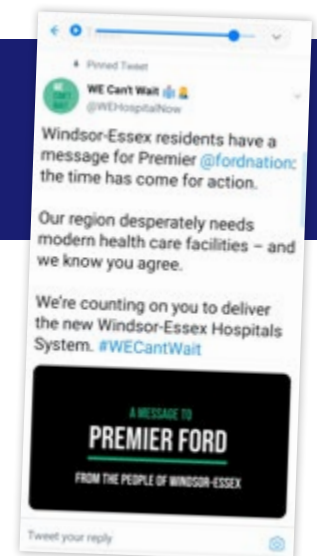 Pinned Tweet
WE Can't Wait
@WEHospitalNow
Windsor-Essex residents have a
message for Premier @fordnation:
the time has come for action.
Our region desperately needs
modern health care facilities – and
we know you agree.
We're counting on you to deliver
the new Windsor-Essex Hospitals
System. #WECantWait
A MESSAGE TO
PREMIER FORD
FROM THE PEOPLE OF WINDSOR-ESSEX
Tweet your reply